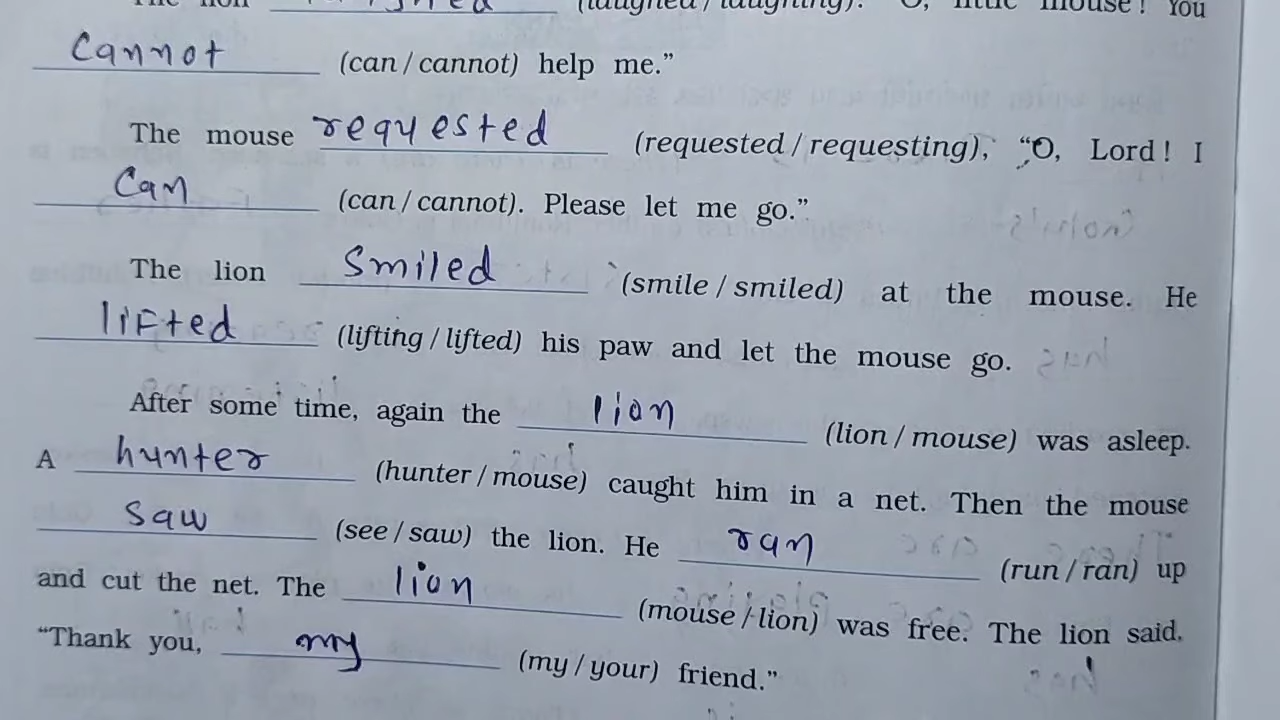 The lion laughed (laughed / laughing). "O, little mouse! You
cannot (can / cannot) help me."
The mouse requested (requested / requesting), "O, Lord! I
Can (can / cannot). Please let me go."
The lion Smiled (smile / smiled) at the mouse. He
lifted (lifting / lifted) his paw and let the mouse go.
After some time, again the lion (lion / mouse) was asleep.
A hunter (hunter / mouse) caught him in a net. Then the mouse
Saw (see / saw) the lion. He ran (run / ran) up
and cut the net. The lion (mouse / lion) was free. The lion said,
"Thank you, my (my / your) friend."